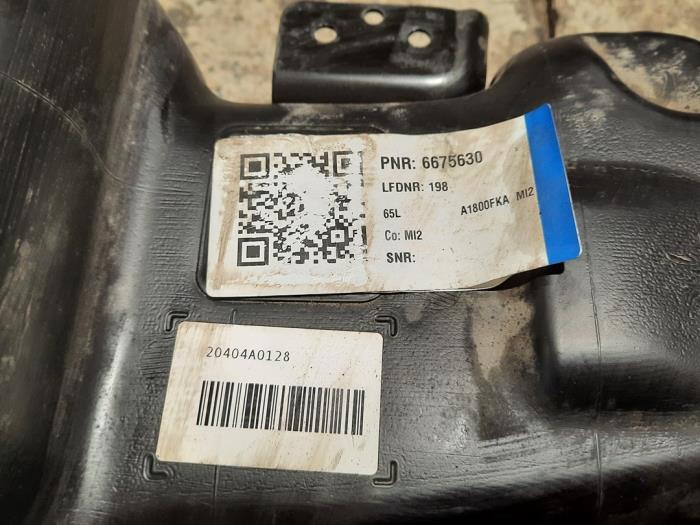 PNR: 6675630
LFDNR: 198
65L A1800FKA MI2
Co: MI2
SNR:
20404A0128